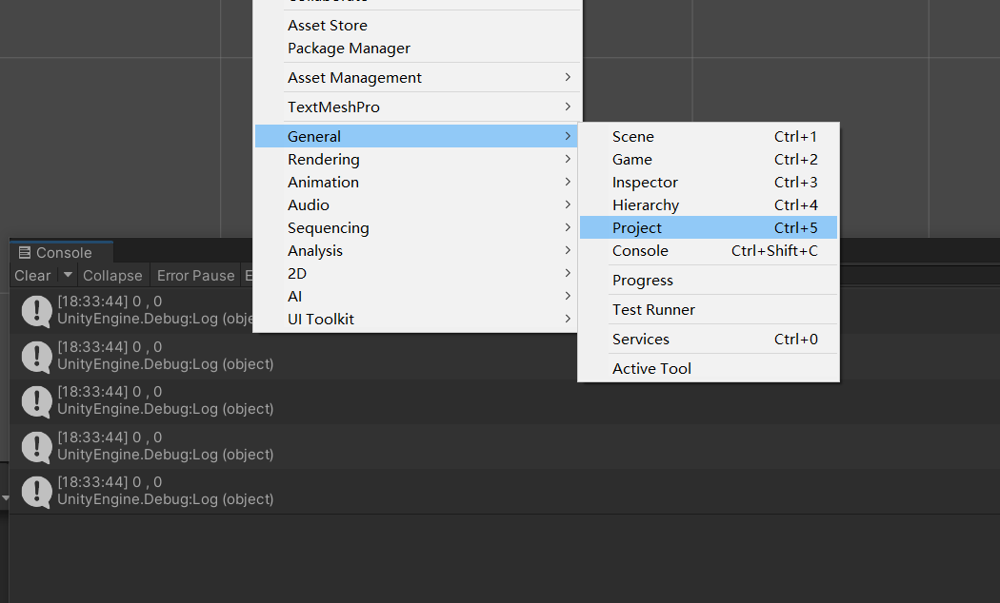 Asset Store
Package Manager
Asset Management
TextMeshPro
General
Rendering
Animation
Audio
Sequencing
Analysis
2D
AI
UI Toolkit
Scene Ctrl+1
Game Ctrl+2
Inspector Ctrl+3
Hierarchy Ctrl+4
Project Ctrl+5
Console Ctrl+Shift+C
Progress
Test Runner
Services Ctrl+0
Active Tool
Console
Clear Collapse Error Pause E
[18:33:44] 0 , 0
UnityEngine.Debug:Log (obje
[18:33:44] 0 , 0
UnityEngine.Debug:Log (object)
[18:33:44] 0 , 0
UnityEngine.Debug:Log (object)
[18:33:44] 0 , 0
UnityEngine.Debug:Log (object)
[18:33:44] 0 , 0
UnityEngine.Debug:Log (object)